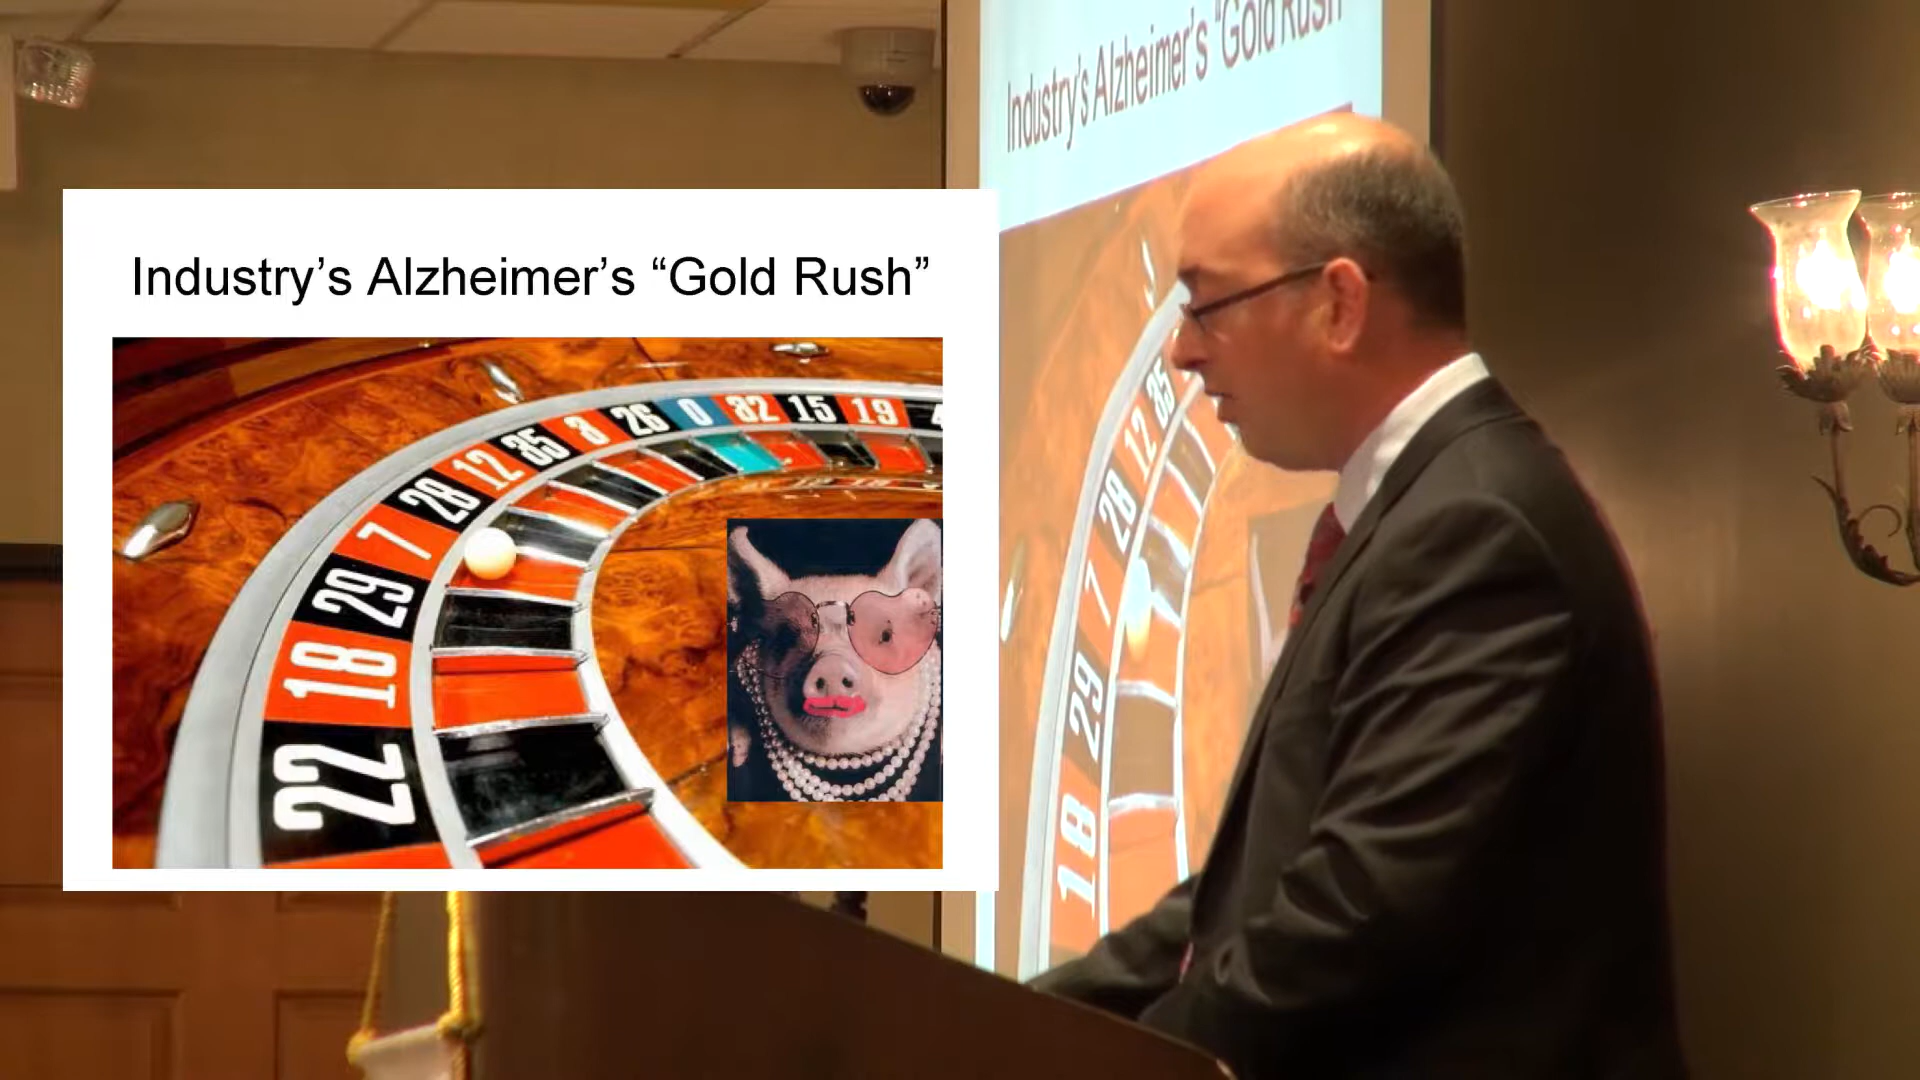 Industry’s Alzheimer’s “Gold Rush”
22 18 29 7 28 12 35 3 26 0 32 15 19 4
Industry's Alzheimer's "Gold Rush
35
12
28
7
29
18